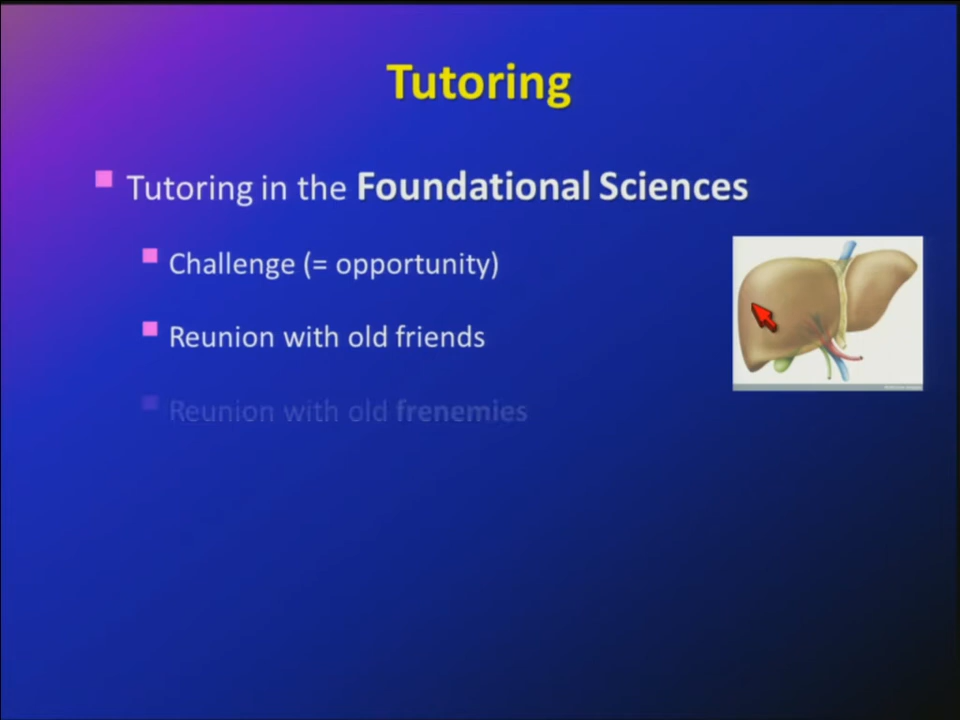 Tutoring
Tutoring in the Foundational Sciences
Challenge (= opportunity)
Reunion with old friends
Reunion with old frenemies